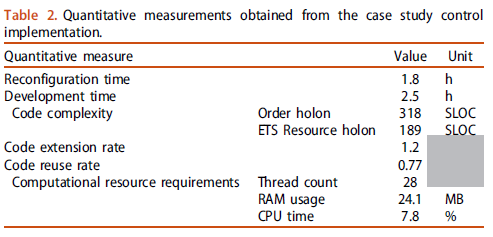 Table 2. Quantitative measurements obtained from the case study control
implementation.
Quantitative measure Value Unit
Reconfiguration time 1.8 h
Development time 2.5 h
Code complexity Order holon 318 SLOC
ETS Resource holon 189 SLOC
Code extension rate 1.2
Code reuse rate 0.77
Computational resource requirements Thread count 28
RAM usage 24.1 MB
CPU time 7.8 %